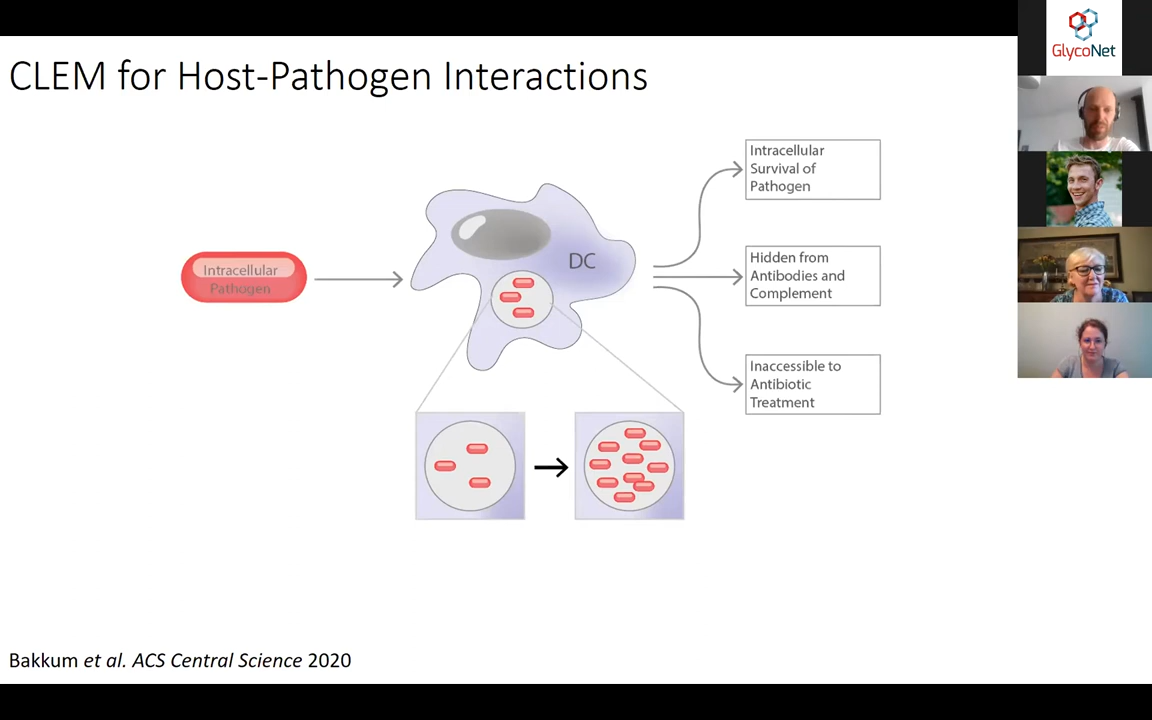 CLEM for Host-Pathogen Interactions
GlycoNet
Intracellular
Pathogen
DC
Intracellular
Survival of
Pathogen
Hidden from
Antibodies and
Complement
Inaccessible to
Antibiotic
Treatment
Bakkum et al. ACS Central Science 2020